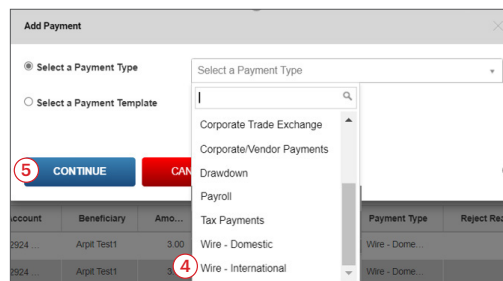 Add Payment
Select a Payment Type
Select a Payment Type
Select a Payment Template
Corporate Trade Exchange
Corporate/Vendor Payments
Drawdown
Payroll
Tax Payments
Wire - Domestic
4 Wire - International
5 CONTINUE
CAN
ccount Beneficiary Amo... Payment Type Reject Rea
2924 ... Arpit Test1 3.00 Wire - Dome...
2924 ... Arpit Test1 Wire - Dome...